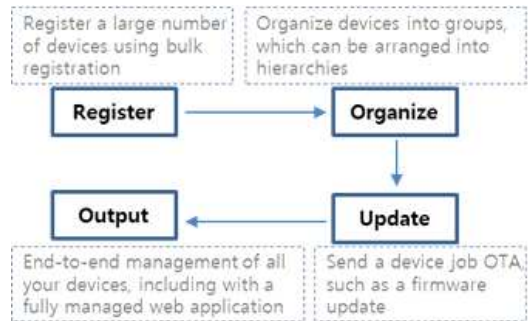 Register a large number
of devices using bulk
registration
Organize devices into groups,
which can be arranged into
hierarchies
Register
Organize
Output
Update
End-to-end management of all
your devices, including with a
fully managed web application
Send a device job OTA,
such as a firmware
update